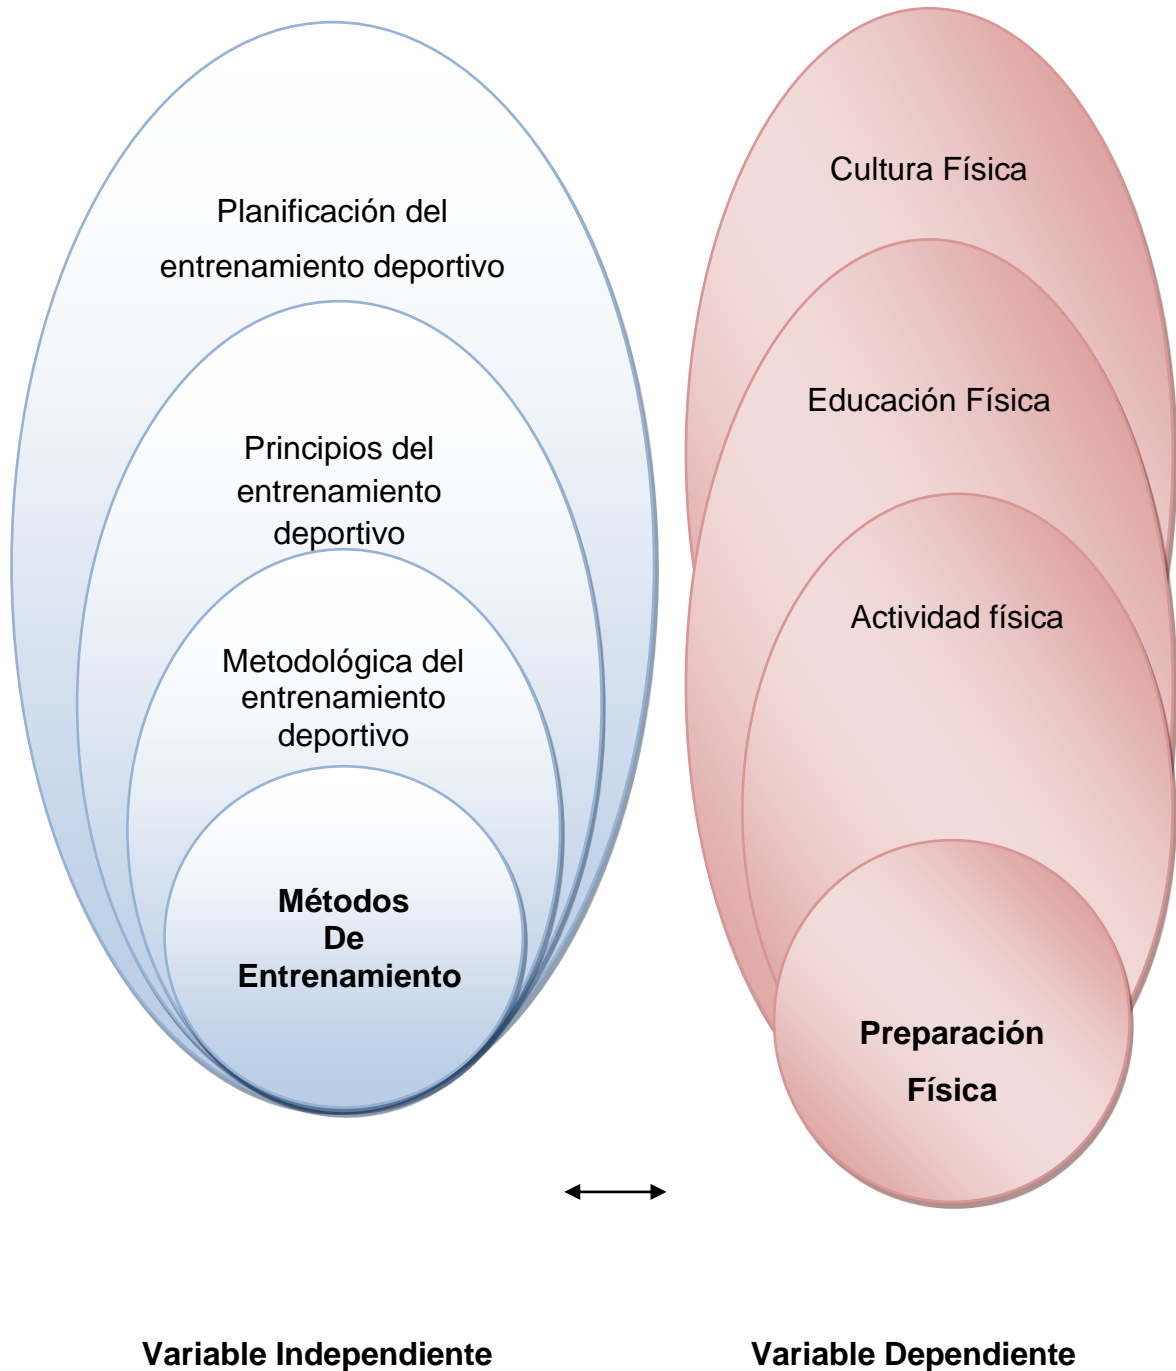 Planificación del
entrenamiento deportivo
Principios del
entrenamiento
deportivo
Metodológica del
entrenamiento
deportivo
Métodos
De
Entrenamiento
Cultura Física
Educación Física
Actividad física
Preparación
Física
Variable Independiente
Variable Dependiente